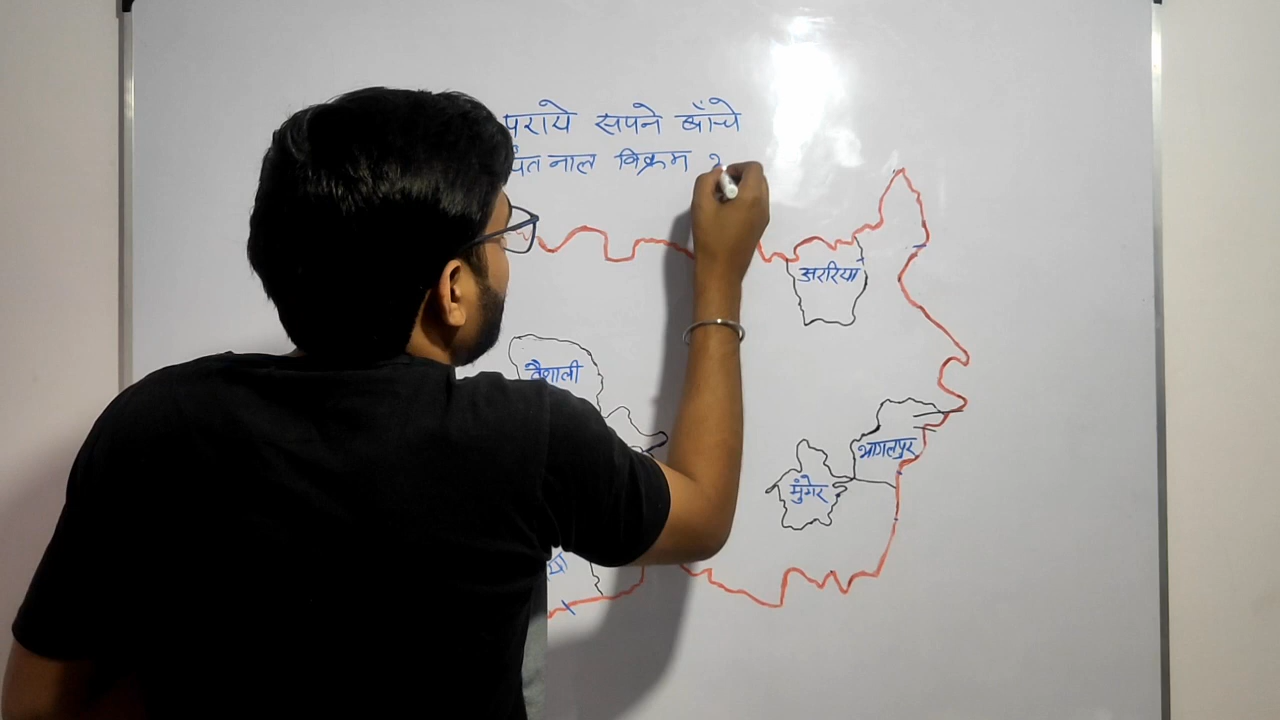 पराये सपने बाँचे
नाल विक्रम
अररिया
वैशाली
भागलपुर
मुंगेर